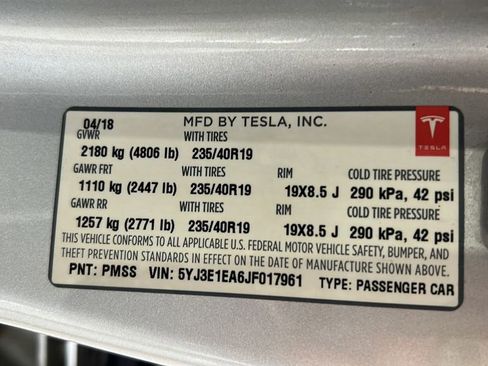 04/18 MFD BY TESLA, INC.
GVWR WITH TIRES
2180 kg (4806 lb) 235/40R19
GAWR FRT WITH TIRES RIM COLD TIRE PRESSURE
1110 kg (2447 lb) 235/40R19 19X8.5 J 290 kPa, 42 psi
GAWR RR WITH TIRES RIM COLD TIRE PRESSURE
1257 kg (2771 lb) 235/40R19 19X8.5 J 290 kPa, 42 psi
THIS VEHICLE CONFORMS TO ALL APPLICABLE U.S. FEDERAL MOTOR VEHICLE SAFETY, BUMPER, AND
THEFT PREVENTION STANDARDS IN EFFECT ON THE DATE OF MANUFACTURE SHOWN ABOVE.
PNT: PMSS VIN: 5YJ3E1EA6JF017961 TYPE: PASSENGER CAR
TESLA